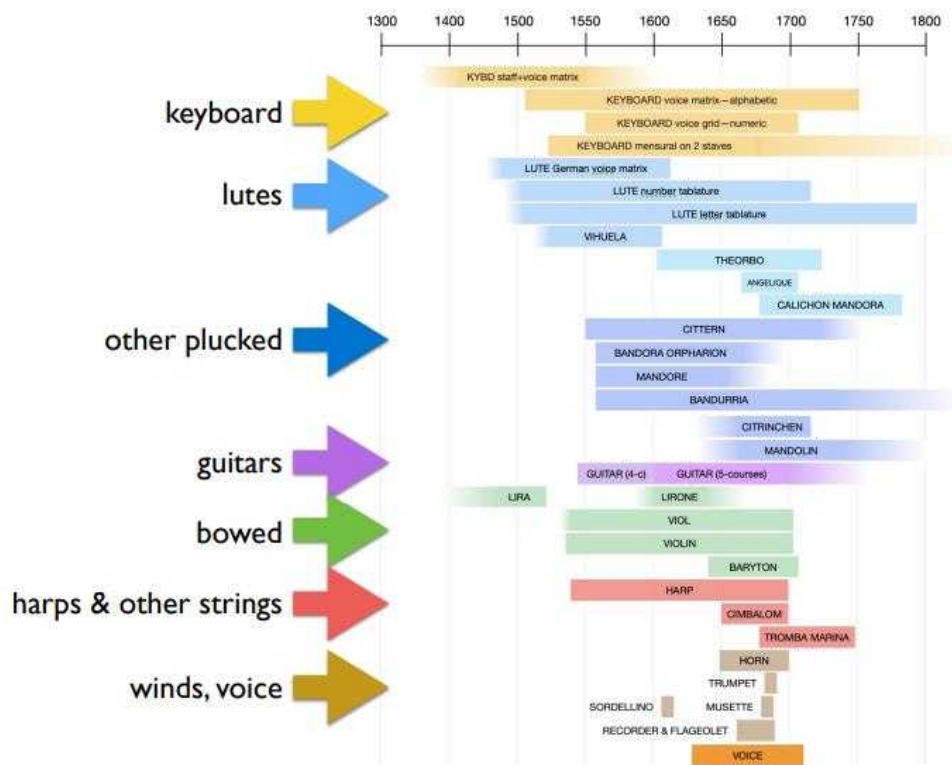 1300 1400 1500 1550 1600 1650 1700 1750 1800
KYBD staff+voice matrix
KEYBOARD voice matrix—alphabetic
keyboard
KEYBOARD voice grid—numeric
KEYBOARD mensural on 2 staves
LUTE German voice matrix
lutes
LUTE number tablature
LUTE letter tablature
VIHUELA
THEORBO
ANGELIQUE
CALICHON MANDORA
CITTERN
other plucked
BANDORA ORPHARION
MANDORE
BANDURRIA
CITRINCHEN
MANDOLIN
guitars
GUITAR (4-c) GUITAR (5-courses)
LIRA LIRONE
VIOL
bowed
VIOLIN
BARYTON
HARP
harps & other strings
CIMBALOM
TROMBA MARINA
HORN
winds, voice
TRUMPET
SORDELLINO MUSETTE
RECORDER & FLAGEOLET
VOICE